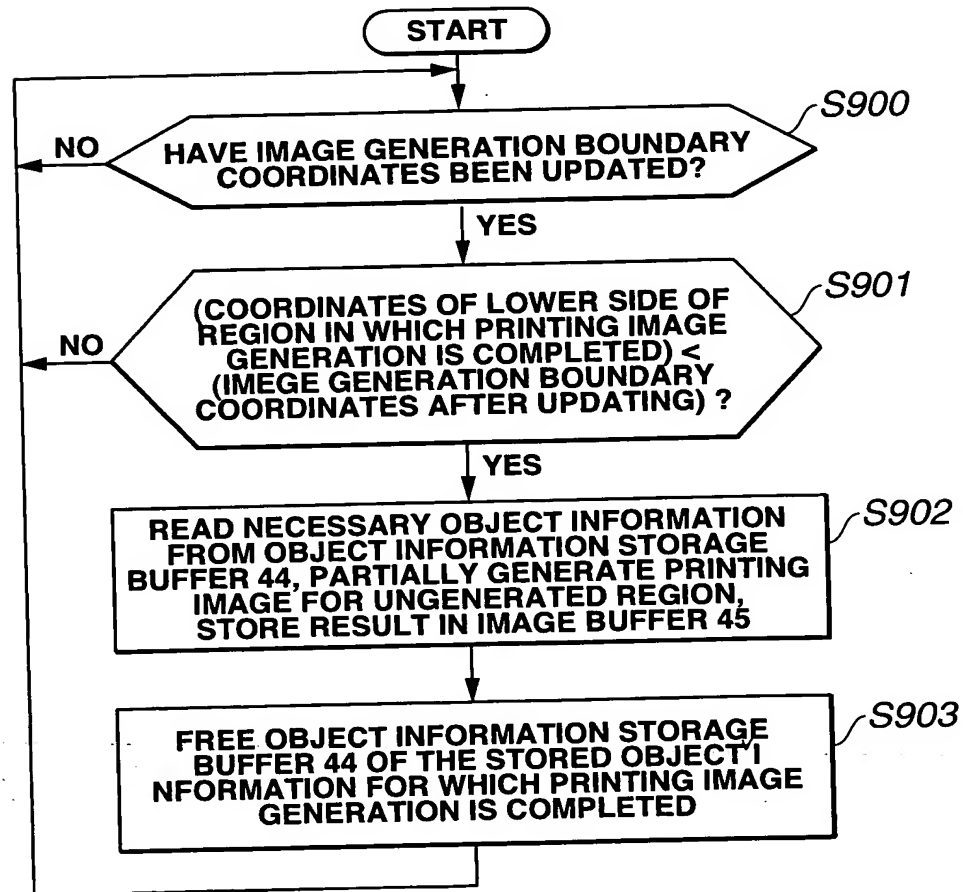 START
S900
NO
HAVE IMAGE GENERATION BOUNDARY
COORDINATES BEEN UPDATED?
YES
S901
NO
(COORDINATES OF LOWER SIDE OF
REGION IN WHICH PRINTING IMAGE
GENERATION IS COMPLETED) <
(IMEGE GENERATION BOUNDARY
COORDINATES AFTER UPDATING) ?
YES
S902
READ NECESSARY OBJECT INFORMATION
FROM OBJECT INFORMATION STORAGE
BUFFER 44, PARTIALLY GENERATE PRINTING
IMAGE FOR UNGENERATED REGION,
STORE RESULT IN IMAGE BUFFER 45
S903
FREE OBJECT INFORMATION STORAGE
BUFFER 44 OF THE STORED OBJECT I
NFORMATION FOR WHICH PRINTING IMAGE
GENERATION IS COMPLETED